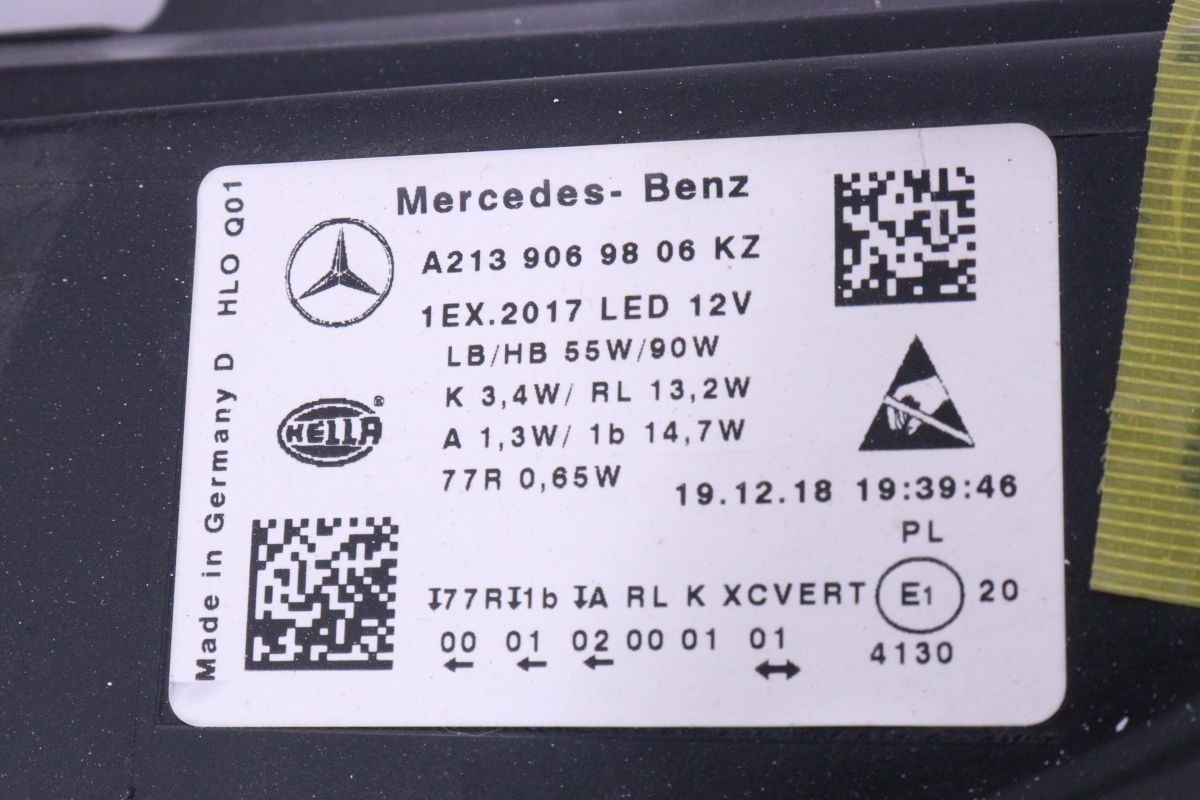 Mercedes- Benz
A213 906 98 06 KZ
1EX.2017 LED 12V
LB/HB 55W/90W
K 3,4W/ RL 13,2W
A 1,3W/ 1b 14,7W
77R 0,65W
HELLA®
19.12.18 19:39:46
PL
↧77R↧1b ↧A RL K XCVERT E1 20
00 01 02 00 01 01
← ← ← ↔
4130
Made in Germany D HLO Q01